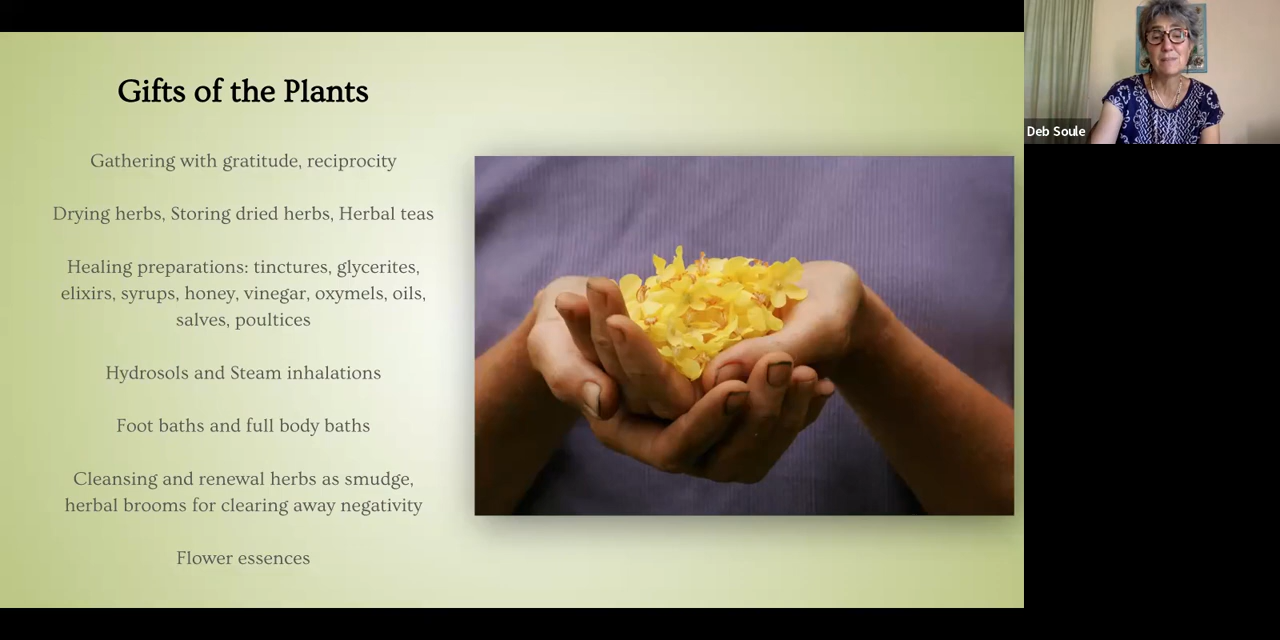 Gifts of the Plants
Gathering with gratitude, reciprocity
Drying herbs, Storing dried herbs, Herbal teas
Healing preparations: tinctures, glycerites,
elixirs, syrups, honey, vinegar, oxymels, oils,
salves, poultices
Hydrosols and Steam inhalations
Foot baths and full body baths
Cleansing and renewal herbs as smudge,
herbal brooms for clearing away negativity
Flower essences
Deb Soule